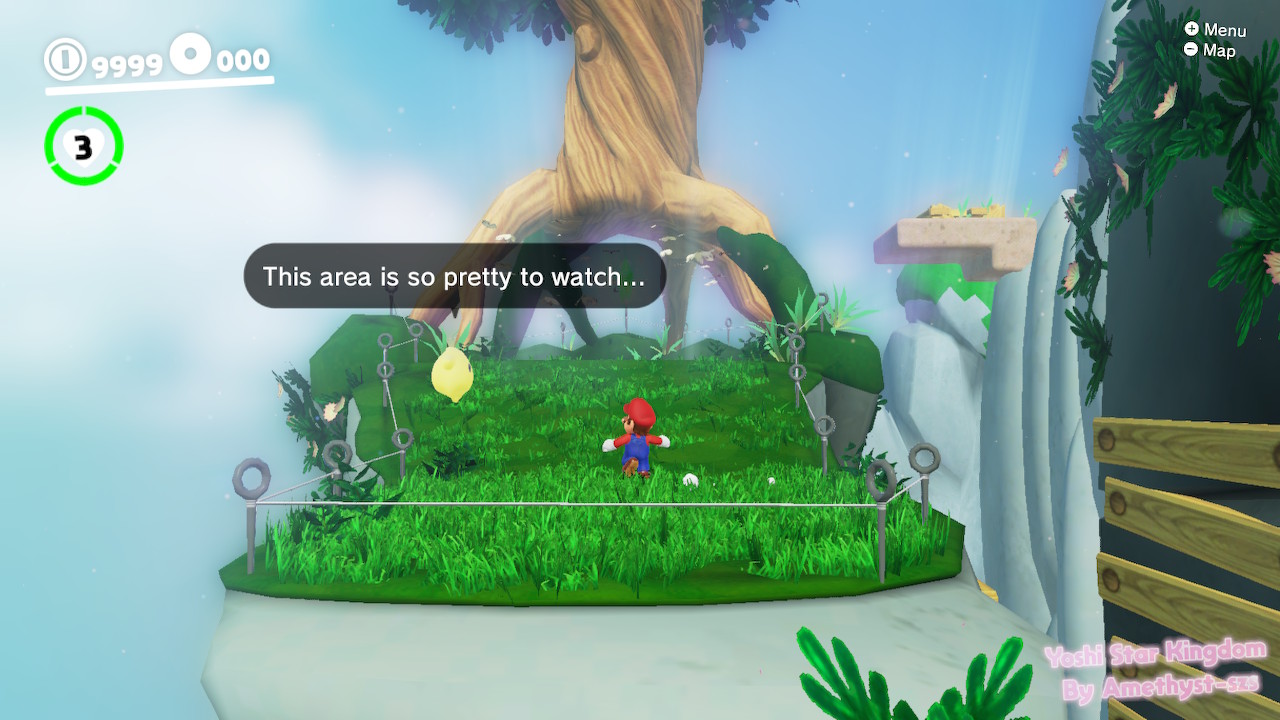 9999 000
3
Menu
Map
This area is so pretty to watch...
Yoshi Star Kingdom
By Amethyst-szs